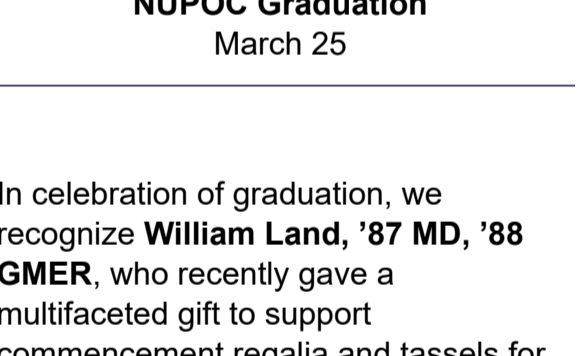 NUPOC Graduation
March 25
In celebration of graduation, we
recognize William Land, ’87 MD, ’88
GMER, who recently gave a
multifaceted gift to support
commencement regalia and tassels for